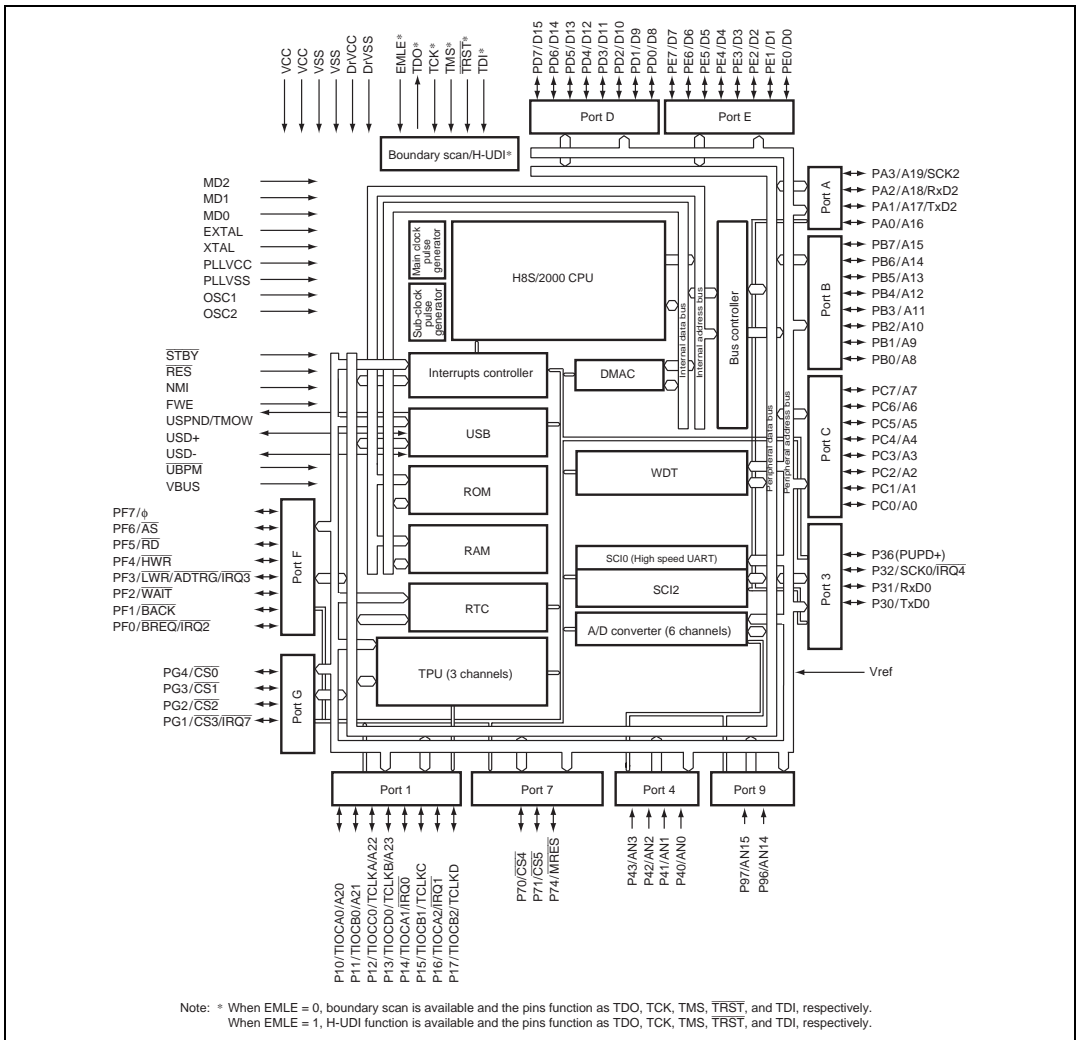 VCC
VCC
VSS
VSS
DrVCC
DrVSS
EMLE*
TDO*
TCK*
TMS*
TRST*
TDI*
PD7/D15
PD6/D14
PD5/D13
PD4/D12
PD3/D11
PD2/D10
PD1/D9
PD0/D8
PE7/D7
PE6/D6
PE5/D5
PE4/D4
PE3/D3
PE2/D2
PE1/D1
PE0/D0
Port D
Port E
Boundary scan/H-UDI*
MD2
MD1
MD0
EXTAL
XTAL
PLLVCC
PLLVSS
OSC1
OSC2
STBY
RES
NMI
FWE
USPND/TMOW
USD+
USD-
UBPM
VBUS
PF7/ϕ
PF6/AS
PF5/RD
PF4/HWR
PF3/LWR/ADTRG/IRQ3
PF2/WAIT
PF1/BACK
PF0/BREQ/IRQ2
Port F
PG4/CS0
PG3/CS1
PG2/CS2
PG1/CS3/IRQ7
Port G
Main clock
pulse
generator
Sub-clock
pulse
generator
H8S/2000 CPU
Interrupts controller
DMAC
USB
ROM
RAM
RTC
TPU (3 channels)
WDT
SCI0 (High speed UART)
SCI2
A/D converter (6 channels)
Internal data bus
Internal address bus
Bus controller
Peripheral data bus
Peripheral address bus
Port A
PA3/A19/SCK2
PA2/A18/RxD2
PA1/A17/TxD2
PA0/A16
Port B
PB7/A15
PB6/A14
PB5/A13
PB4/A12
PB3/A11
PB2/A10
PB1/A9
PB0/A8
Port C
PC7/A7
PC6/A6
PC5/A5
PC4/A4
PC3/A3
PC2/A2
PC1/A1
PC0/A0
Port 3
P36(PUPD+)
P32/SCK0/IRQ4
P31/RxD0
P30/TxD0
Vref
Port 1
Port 7
Port 4
Port 9
P10/TIOCA0/A20
P11/TIOCB0/A21
P12/TIOCC0/TCLKA/A22
P13/TIOCD0/TCLKB/A23
P14/TIOCA1/IRQ0
P15/TIOCB1/TCLKC
P16/TIOCA2/IRQ1
P17/TIOCB2/TCLKD
P70/CS4
P71/CS5
P74/MRES
P43/AN3
P42/AN2
P41/AN1
P40/AN0
P97/AN15
P96/AN14
Note: * When EMLE = 0, boundary scan is available and the pins function as TDO, TCK, TMS, TRST, and TDI, respectively.
When EMLE = 1, H-UDI function is available and the pins function as TDO, TCK, TMS, TRST, and TDI, respectively.